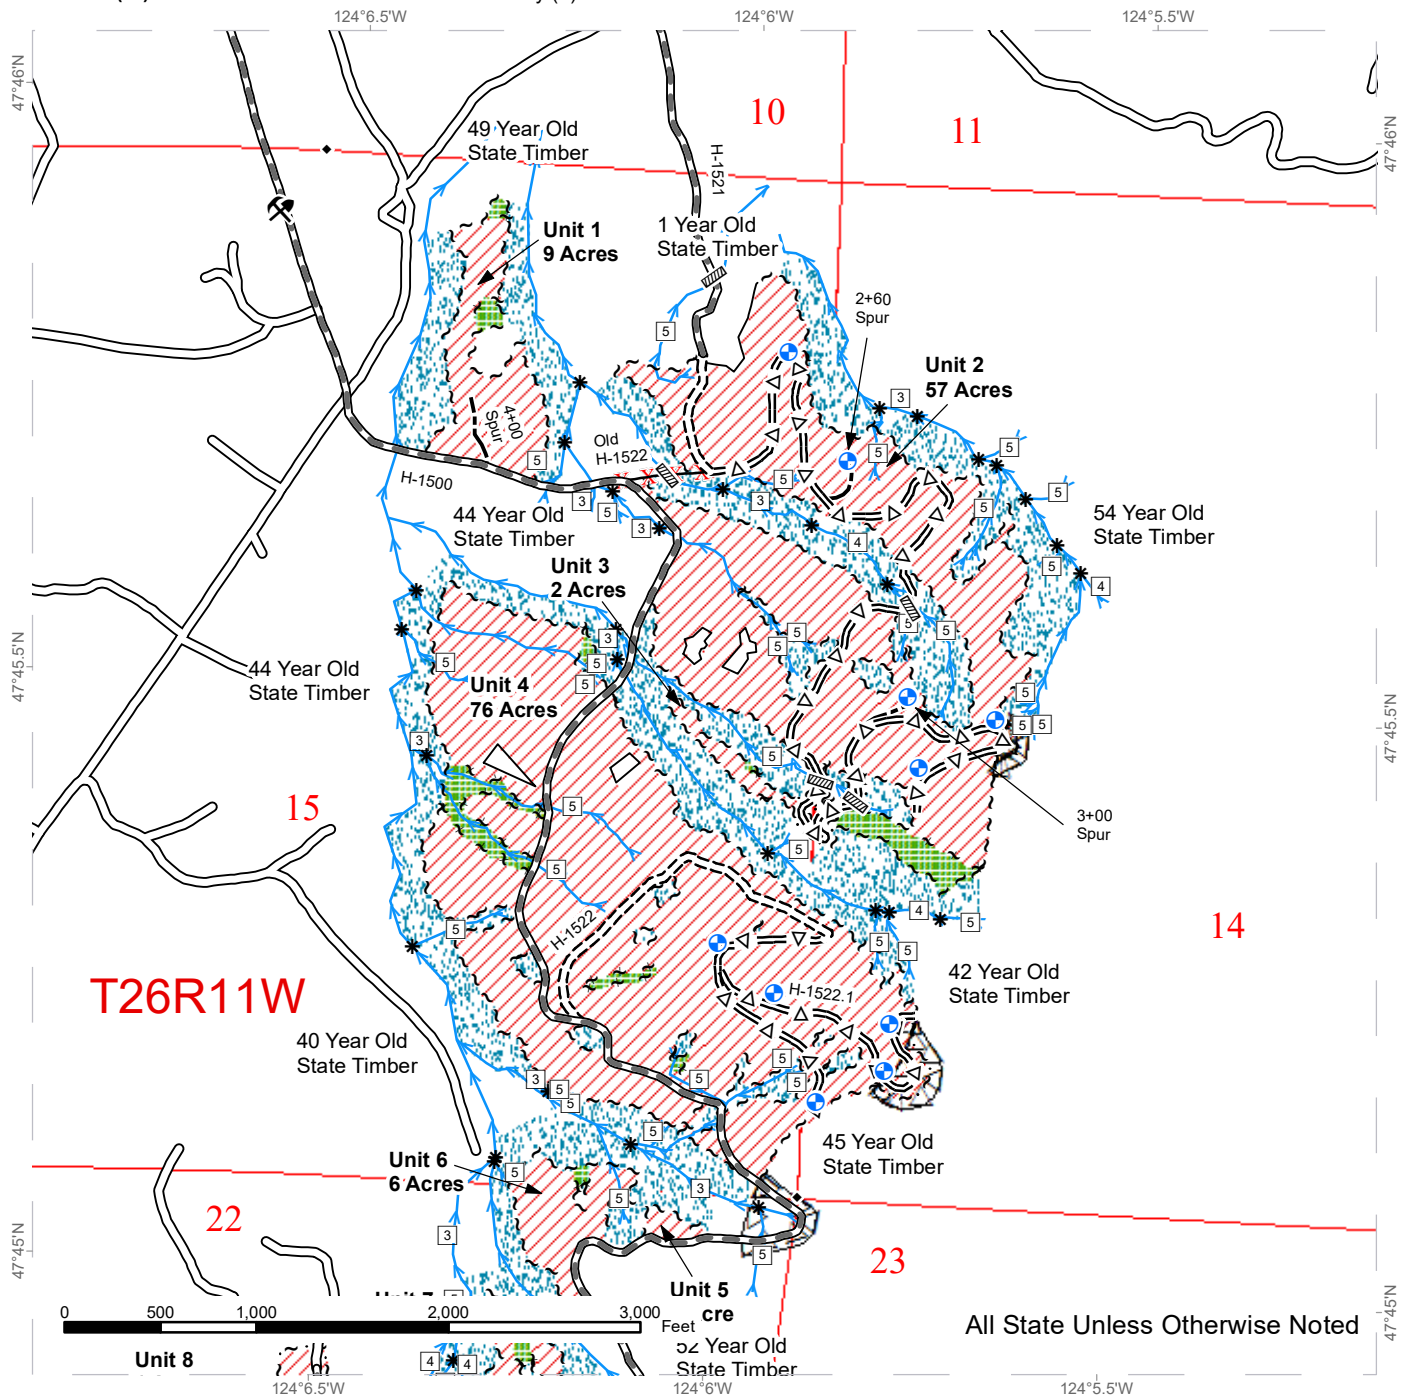 124°6.5'W
124°6'W
124°5.5'W
47°46'N
47°46'N
10
11
49 Year Old
State Timber
H-1521
1 Year Old
State Timber
Unit 1
9 Acres
2+60
Spur
5
Unit 2
57 Acres
3
4+00
Spur
Old
H-1522
5
5
5
H-1500
X X X X
5
3
5
5
44 Year Old
State Timber
3
5
3
4
54 Year Old
State Timber
Unit 3
2 Acres
5
4
47°45.5'N
3
5
5
5
5
5
5
5
44 Year Old
State Timber
Unit 4
76 Acres
5
5
5
5
47°45.5'N
3
5
15
5
3+00
Spur
5
5
H-1522
5
4
5
14
5
5
T26R11W
H-1522.1
42 Year Old
State Timber
40 Year Old
State Timber
5
5
5
3
5
5
5
45 Year Old
State Timber
Unit 6
6 Acres
5
5
3
22
3
5
23
47°45'N
47°45'N
Unit 5
cre
0
500
1,000
2,000
3,000
Feet
All State Unless Otherwise Noted
52 Year Old
State Timber
Unit 8
4
4
124°6.5'W
124°6'W
124°5.5'W